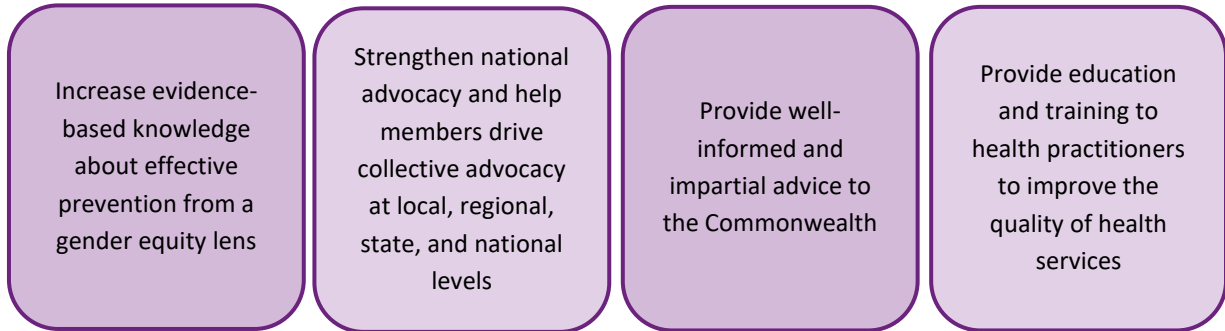 Increase evidence-
based knowledge
about effective
prevention from a
gender equity lens
Strengthen national
advocacy and help
members drive
collective advocacy
at local, regional,
state, and national
levels
Provide well-
informed and
impartial advice to
the Commonwealth
Provide education
and training to
health practitioners
to improve the
quality of health
services